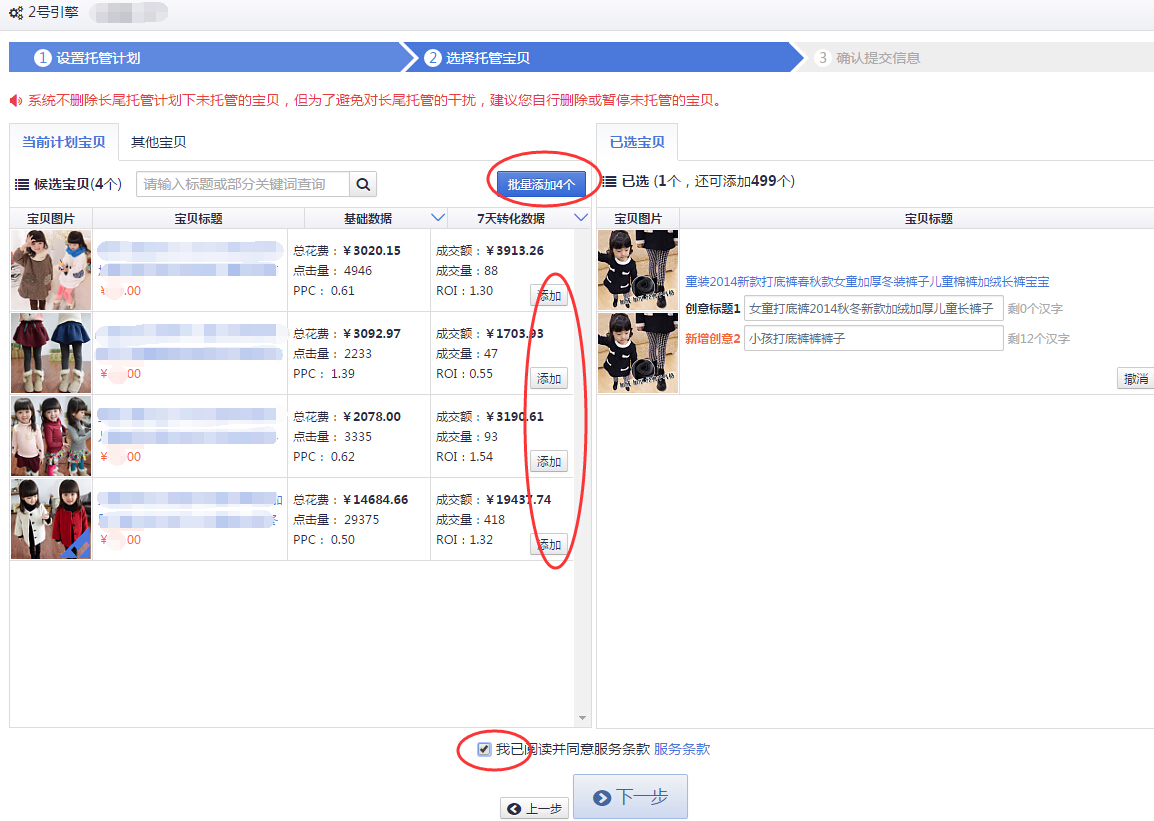 2号引擎
1 设置托管计划
2 选择托管宝贝
3 确认提交信息
系统不删除长尾托管计划下未托管的宝贝，但为了避免对长尾托管的干扰，建议您自行删除或暂停未托管的宝贝。
当前计划宝贝
其他宝贝
候选宝贝(4个)
请输入标题或部分关键词查询
批量添加4个
宝贝图片
宝贝标题
基础数据
7天转化数据
总花费：￥3020.15
点击量：4946
PPC：0.61
成交额：￥3913.26
成交量：88
ROI：1.30
添加
总花费：￥3092.97
点击量：2233
PPC：1.39
成交额：￥1703.93
成交量：47
ROI：0.55
添加
总花费：￥2078.00
点击量：3335
PPC：0.62
成交额：￥3190.61
成交量：93
ROI：1.54
添加
总花费：￥14684.66
点击量：29375
PPC：0.50
成交额：￥19437.74
成交量：418
ROI：1.32
添加
已选宝贝
已选 (1个，还可添加499个)
宝贝图片
宝贝标题
童装2014新款打底裤春秋款女童加厚冬装裤子儿童棉裤加绒长裤宝宝
创意标题1 女童打底裤2014秋冬新款加绒加厚儿童长裤子 剩0个汉字
新增创意2 小孩打底裤裤裤子 剩12个汉字
撤消
我已阅读并同意服务条款 服务条款
上一步
下一步